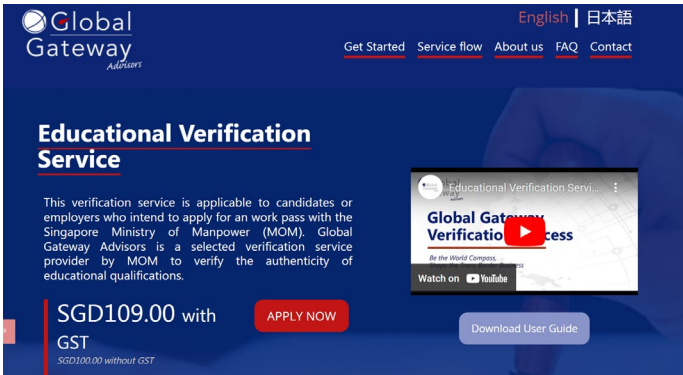 Global
Gateway
Advisors
English | 日本語
Get Started Service flow About us FAQ Contact
Educational Verification
Service
This verification service is applicable to candidates or
employers who intend to apply for an work pass with the
Singapore Ministry of Manpower (MOM). Global
Gateway Advisors is a selected verification service
provider by MOM to verify the authenticity of
educational qualifications.
SGD109.00 with
GST
SGD100.00 without GST
APPLY NOW
Educational Verification Servi...
Global Gateway
Be the World Compass,
Watch on YouTube
Download User Guide